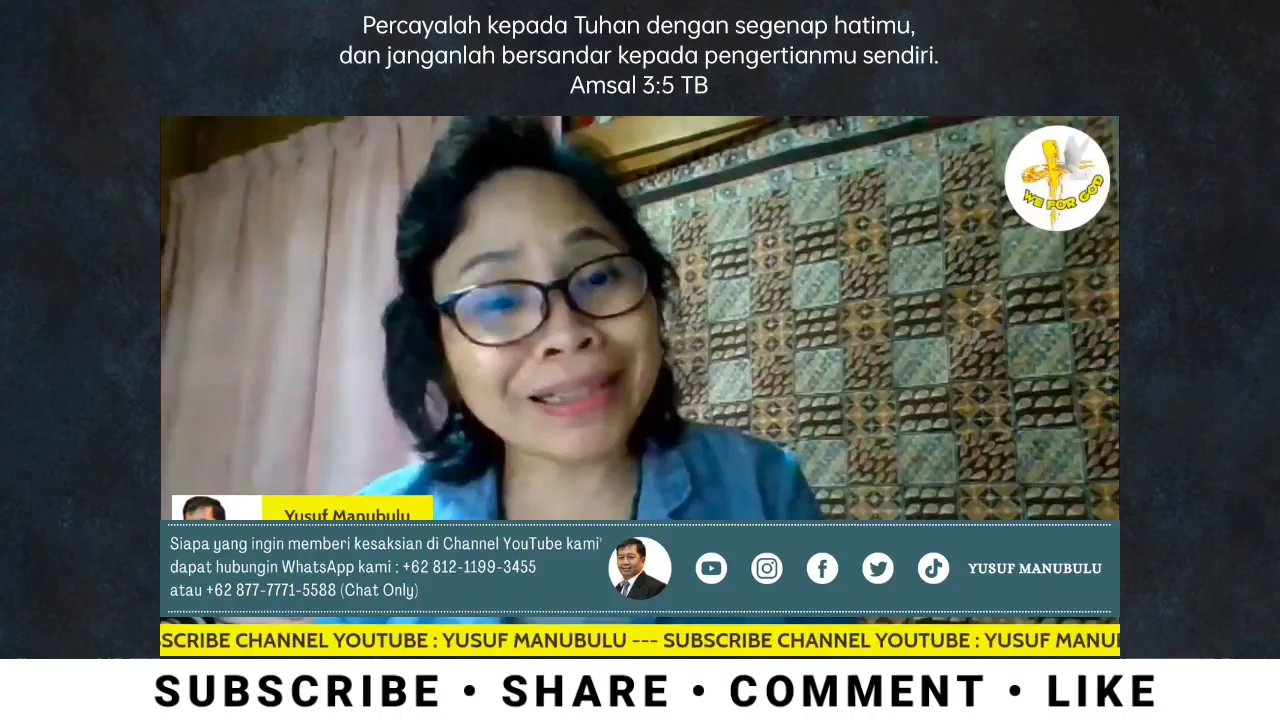 Percayalah kepada Tuhan dengan segenap hatimu,
dan janganlah bersandar kepada pengertianmu sendiri.
Amsal 3:5 TB
WE FOR GOD
Yusuf Manubulu
Siapa yang ingin memberi kesaksian di Channel YouTube kami'
dapat hubungin WhatsApp kami : +62 812-1199-3455
atau +62 877-7771-5588 (Chat Only)
YUSUF MANUBULU
SCRIBE CHANNEL YOUTUBE : YUSUF MANUBULU --- SUBSCRIBE CHANNEL YOUTUBE : YUSUF MANU
SUBSCRIBE • SHARE • COMMENT • LIKE